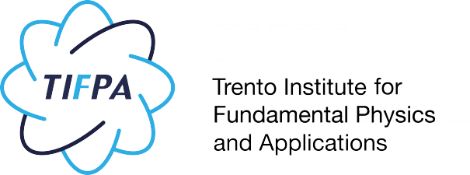 TIFPA
Trento Institute for
Fundamental Physics
and Applications